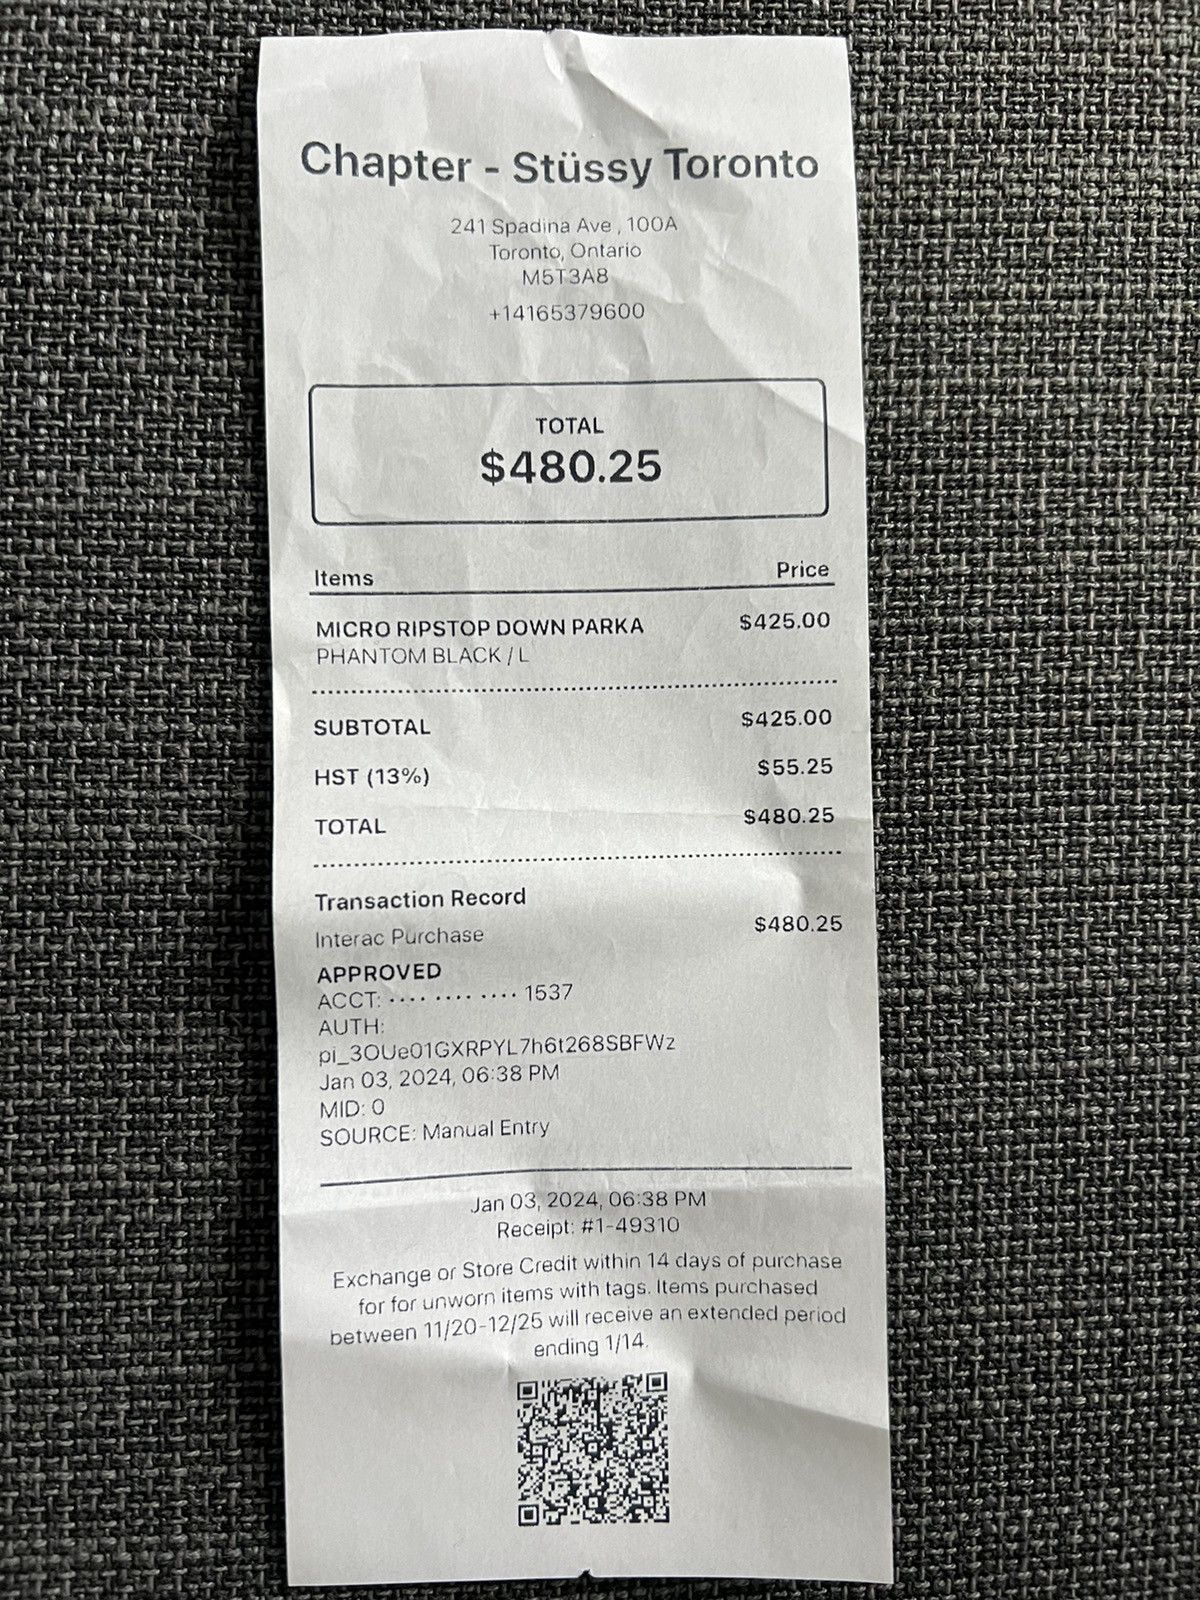 Chapter - Stüssy Toronto
241 Spadina Ave , 100A
Toronto, Ontario
M5T3A8
+14165379600
TOTAL
$480.25
Items Price
MICRO RIPSTOP DOWN PARKA $425.00
PHANTOM BLACK / L
SUBTOTAL $425.00
HST (13%) $55.25
TOTAL $480.25
Transaction Record
Interac Purchase $480.25
APPROVED
ACCT: ···· ···· ···· 1537
AUTH:
pi_3OUe01GXRPYL7h6t268SBFWz
Jan 03, 2024, 06:38 PM
MID: 0
SOURCE: Manual Entry
Jan 03, 2024, 06:38 PM
Receipt: #1-49310
Exchange or Store Credit within 14 days of purchase
for for unworn items with tags. Items purchased
between 11/20-12/25 will receive an extended period
ending 1/14.